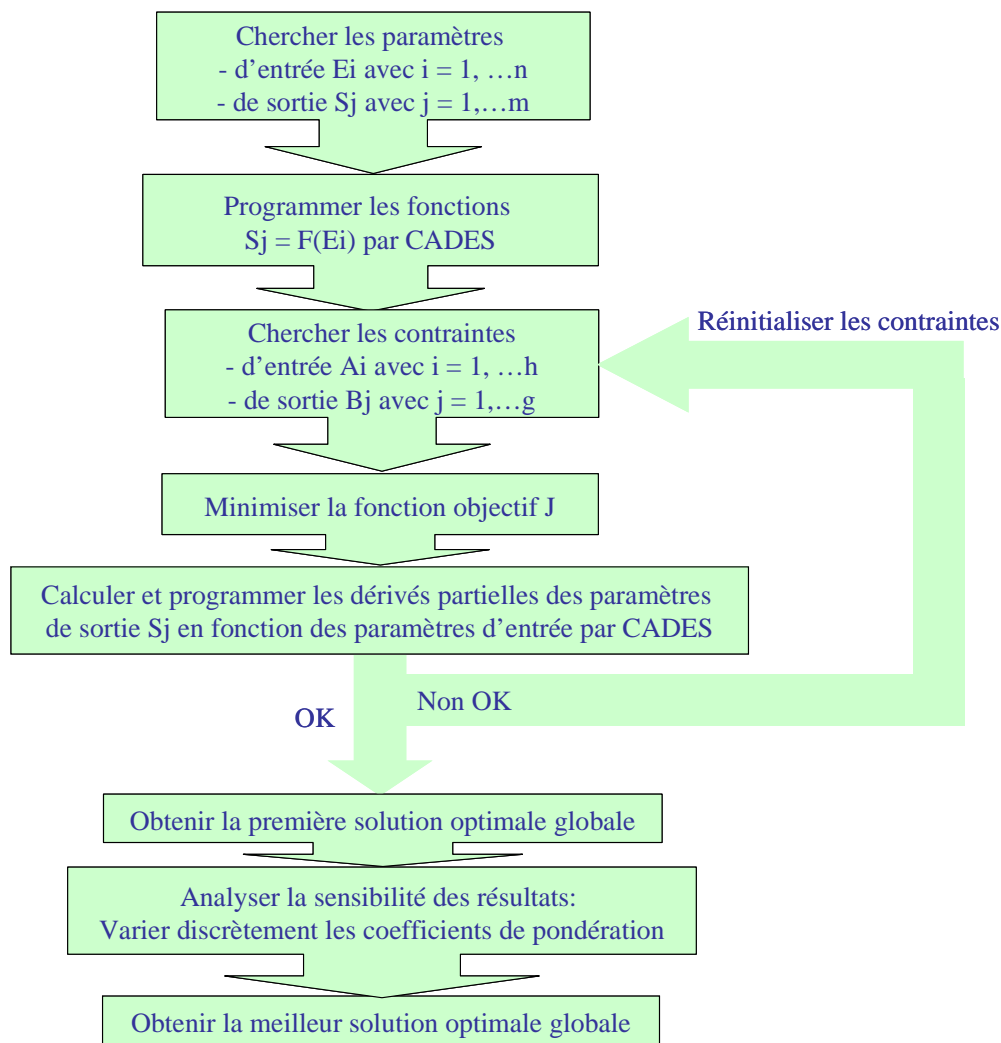 Chercher les paramètres
- d'entrée Ei avec i = 1, …n
- de sortie Sj avec j = 1,…m
Programmer les fonctions
Sj = F(Ei) par CADES
Chercher les contraintes
- d'entrée Ai avec i = 1, …h
- de sortie Bj avec j = 1,…g
Réinitialiser les contraintes
Minimiser la fonction objectif J
Calculer et programmer les dérivés partielles des paramètres
de sortie Sj en fonction des paramètres d'entrée par CADES
OK
Non OK
Obtenir la première solution optimale globale
Analyser la sensibilité des résultats:
Varier discrètement les coefficients de pondération
Obtenir la meilleur solution optimale globale